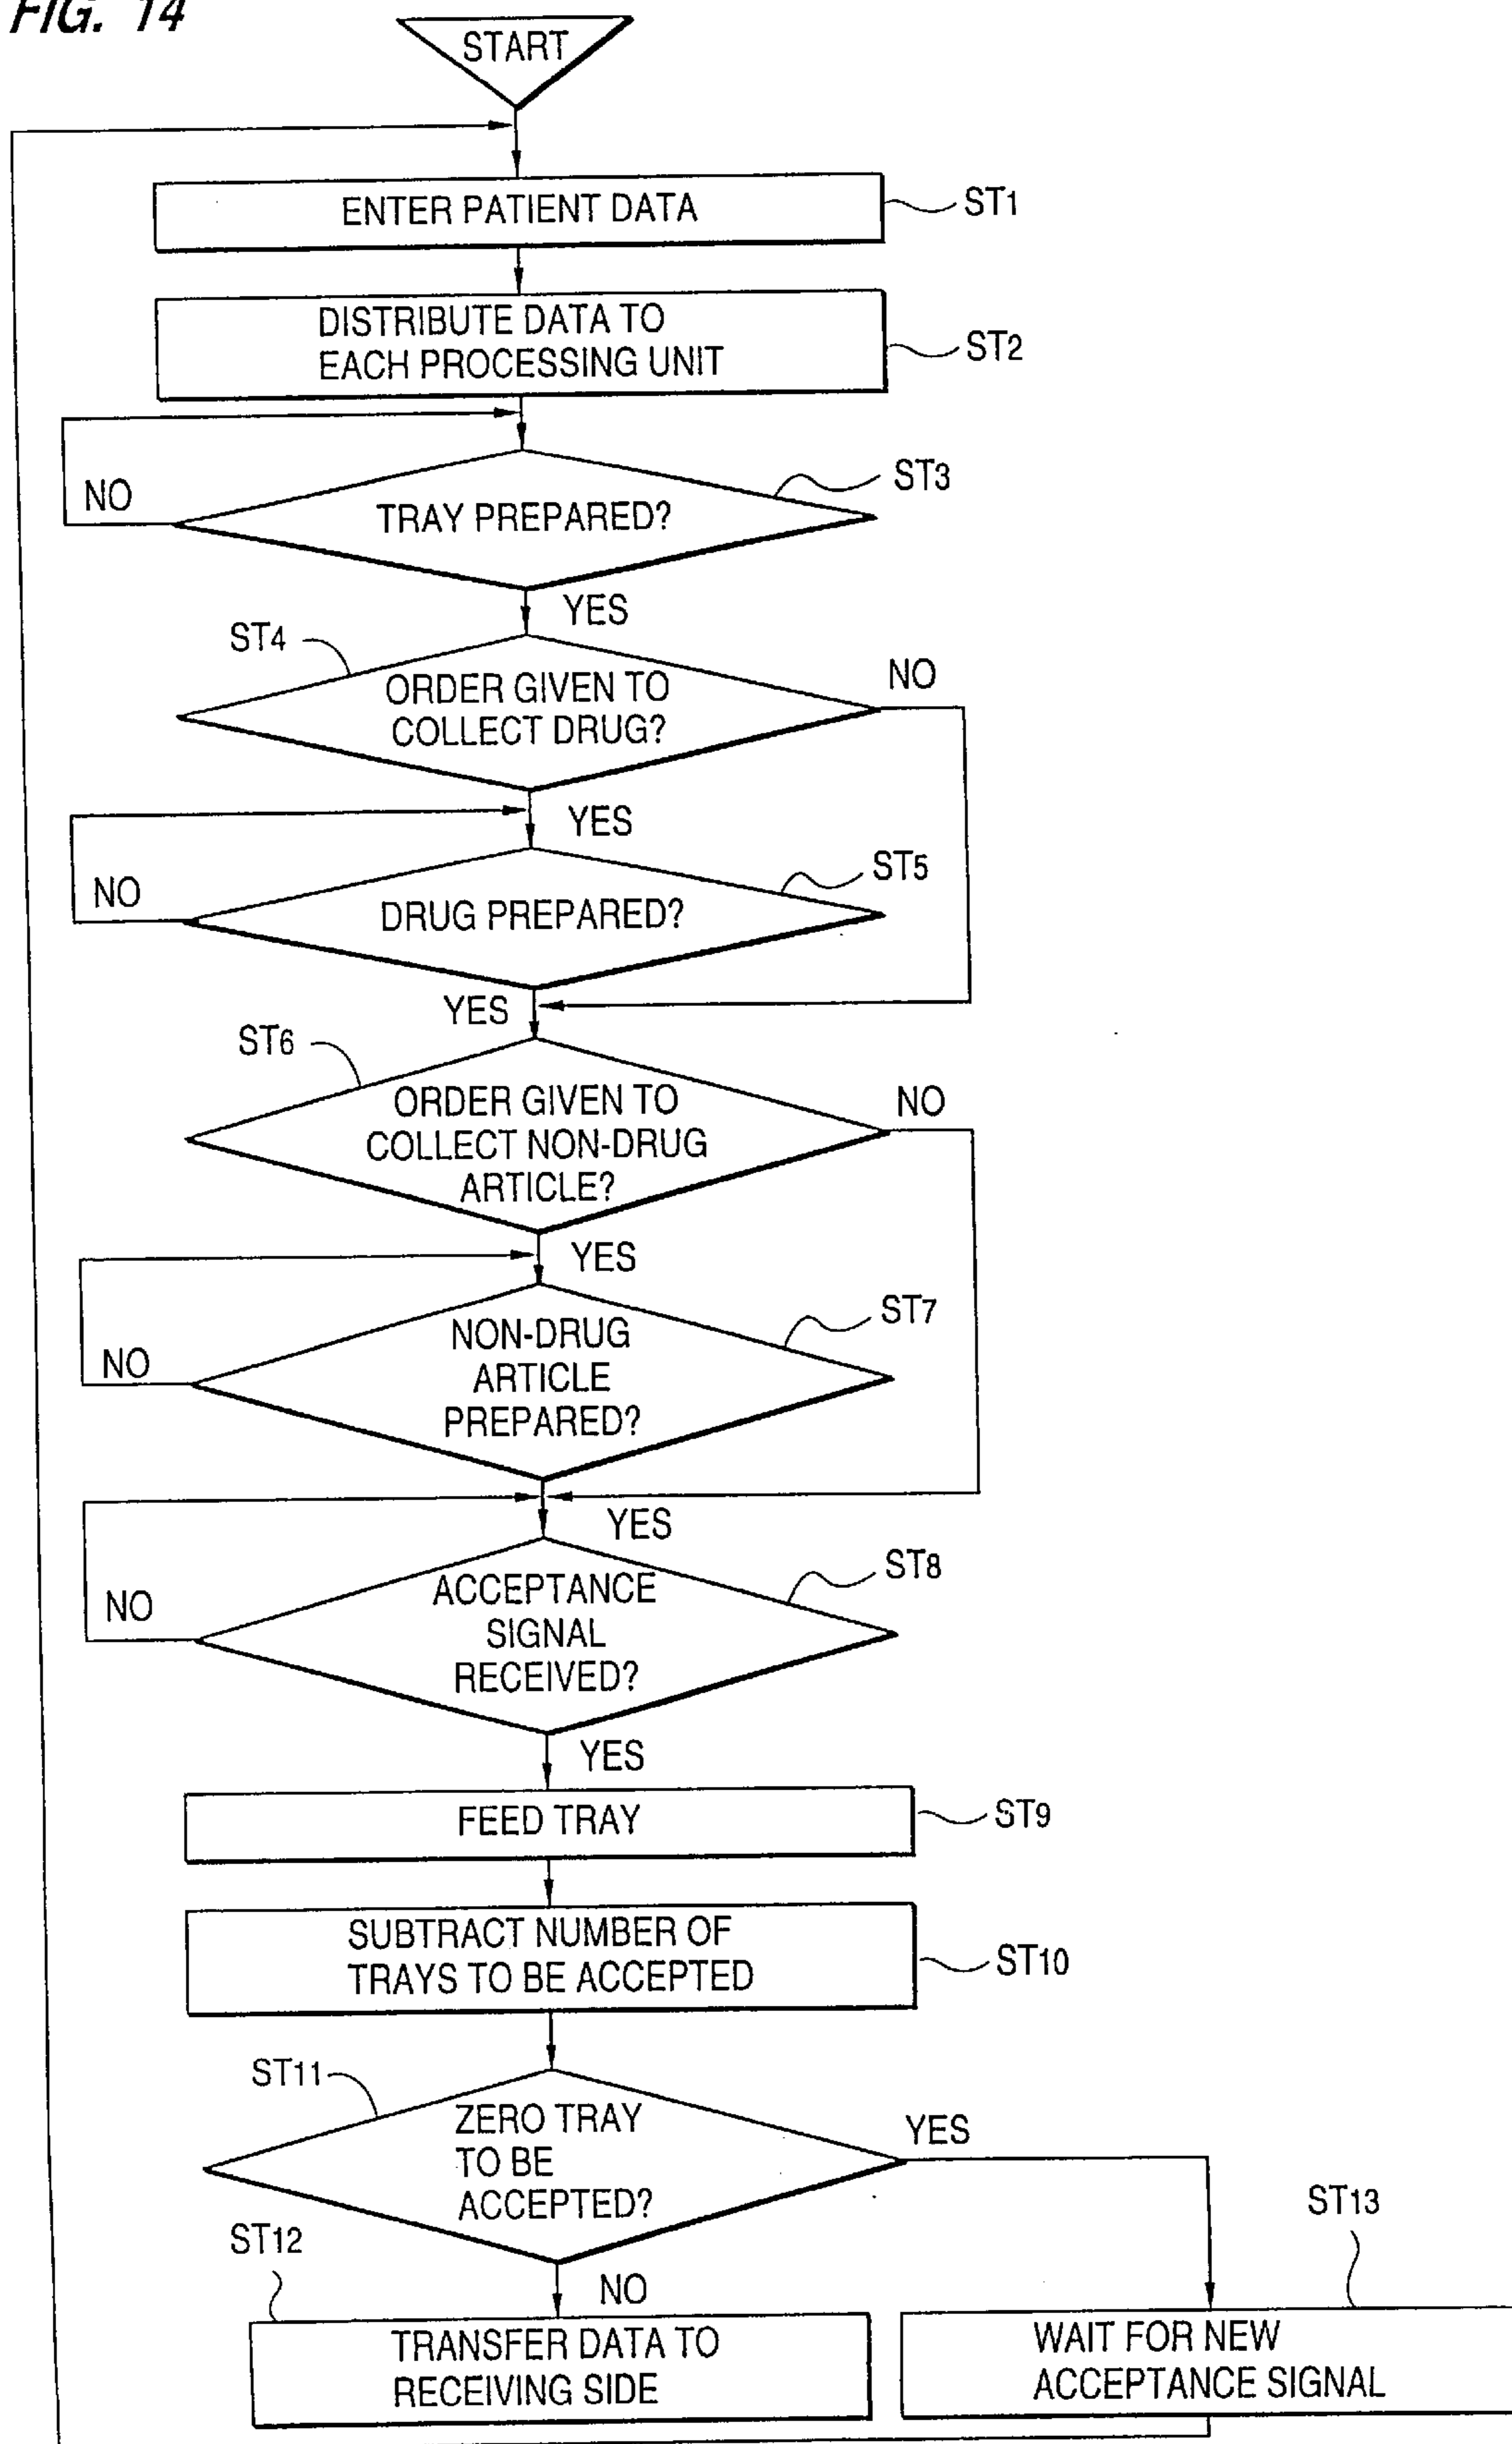 FIG. 14
START
ENTER PATIENT DATA
ST1
DISTRIBUTE DATA TO
EACH PROCESSING UNIT
ST2
ST3
NO
TRAY PREPARED?
YES
ST4
NO
ORDER GIVEN TO
COLLECT DRUG?
YES
ST5
NO
DRUG PREPARED?
YES
ST6
NO
ORDER GIVEN TO
COLLECT NON-DRUG
ARTICLE?
YES
ST7
NO
NON-DRUG
ARTICLE
PREPARED?
YES
ST8
NO
ACCEPTANCE
SIGNAL
RECEIVED?
YES
FEED TRAY
ST9
SUBTRACT NUMBER OF
TRAYS TO BE ACCEPTED
ST10
ST11
ZERO TRAY
TO BE
ACCEPTED?
YES
ST13
ST12
NO
TRANSFER DATA TO
RECEIVING SIDE
WAIT FOR NEW
ACCEPTANCE SIGNAL